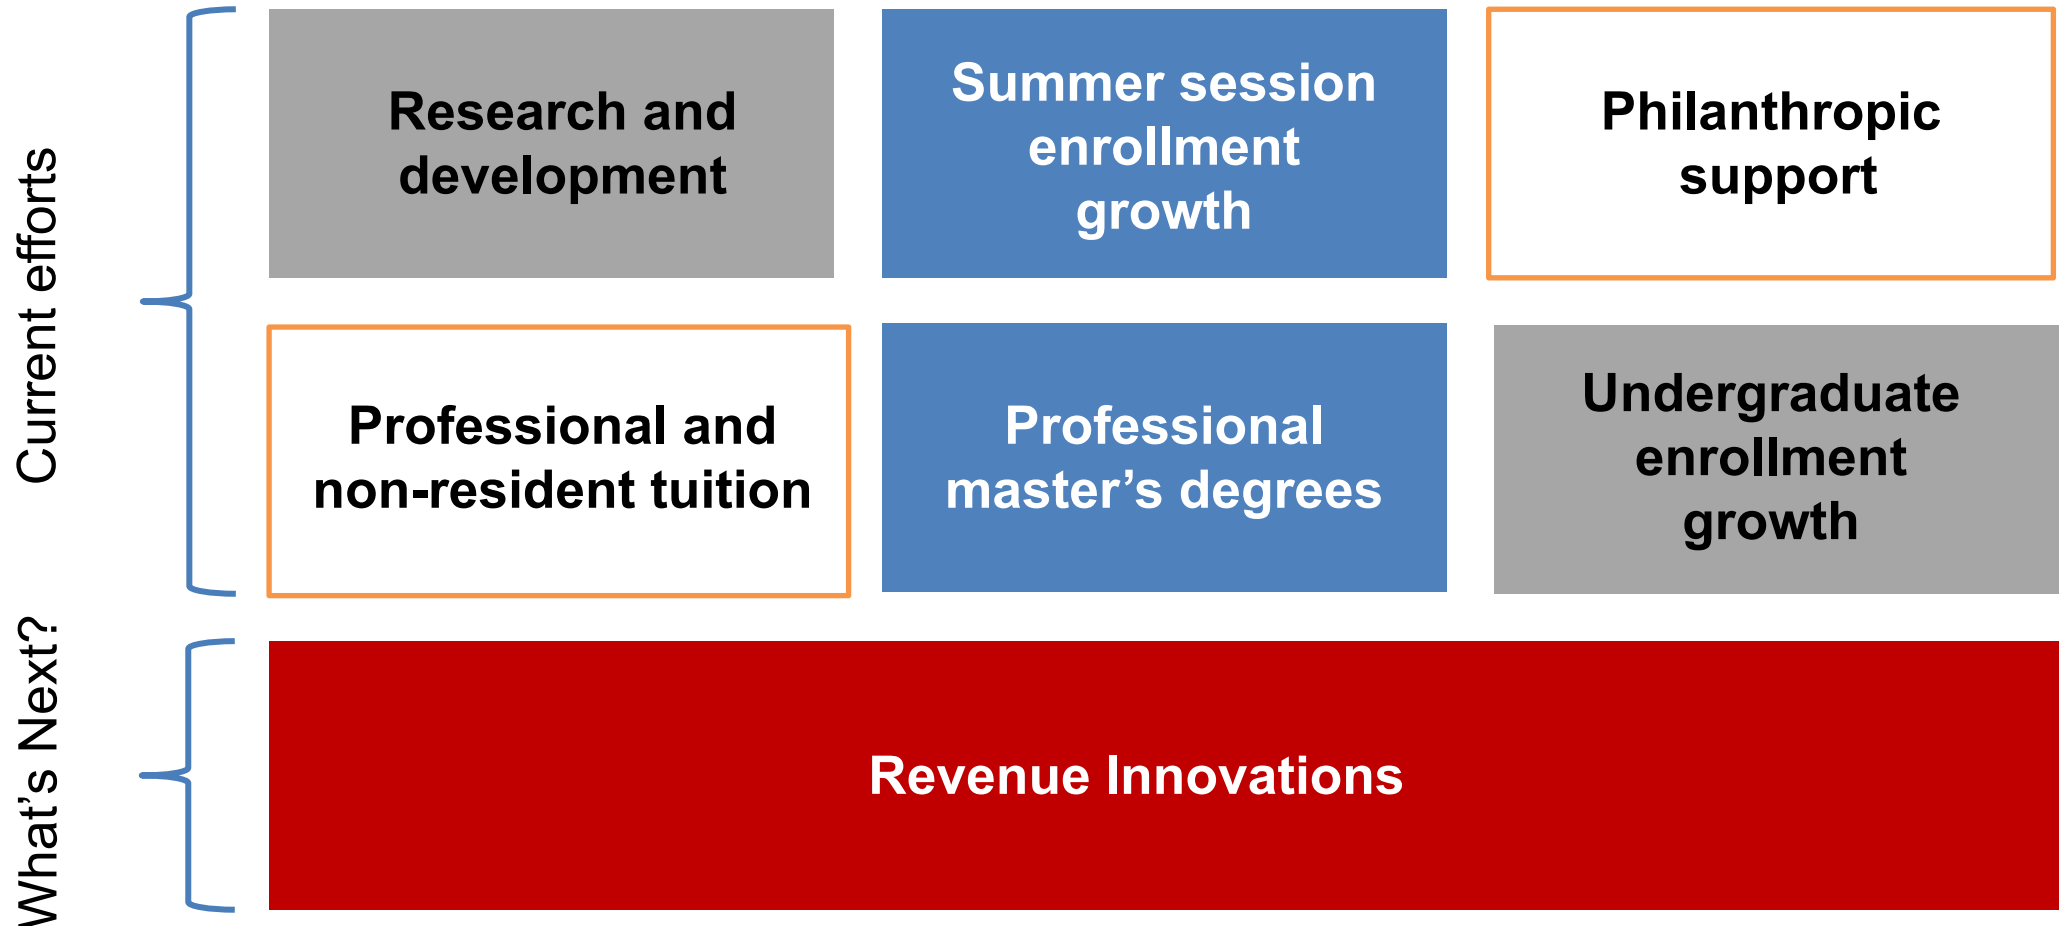 Current efforts
Research and
development
Summer session
enrollment
growth
Philanthropic
support
Professional and
non-resident tuition
Professional
master’s degrees
Undergraduate
enrollment
growth
What’s Next?
Revenue Innovations